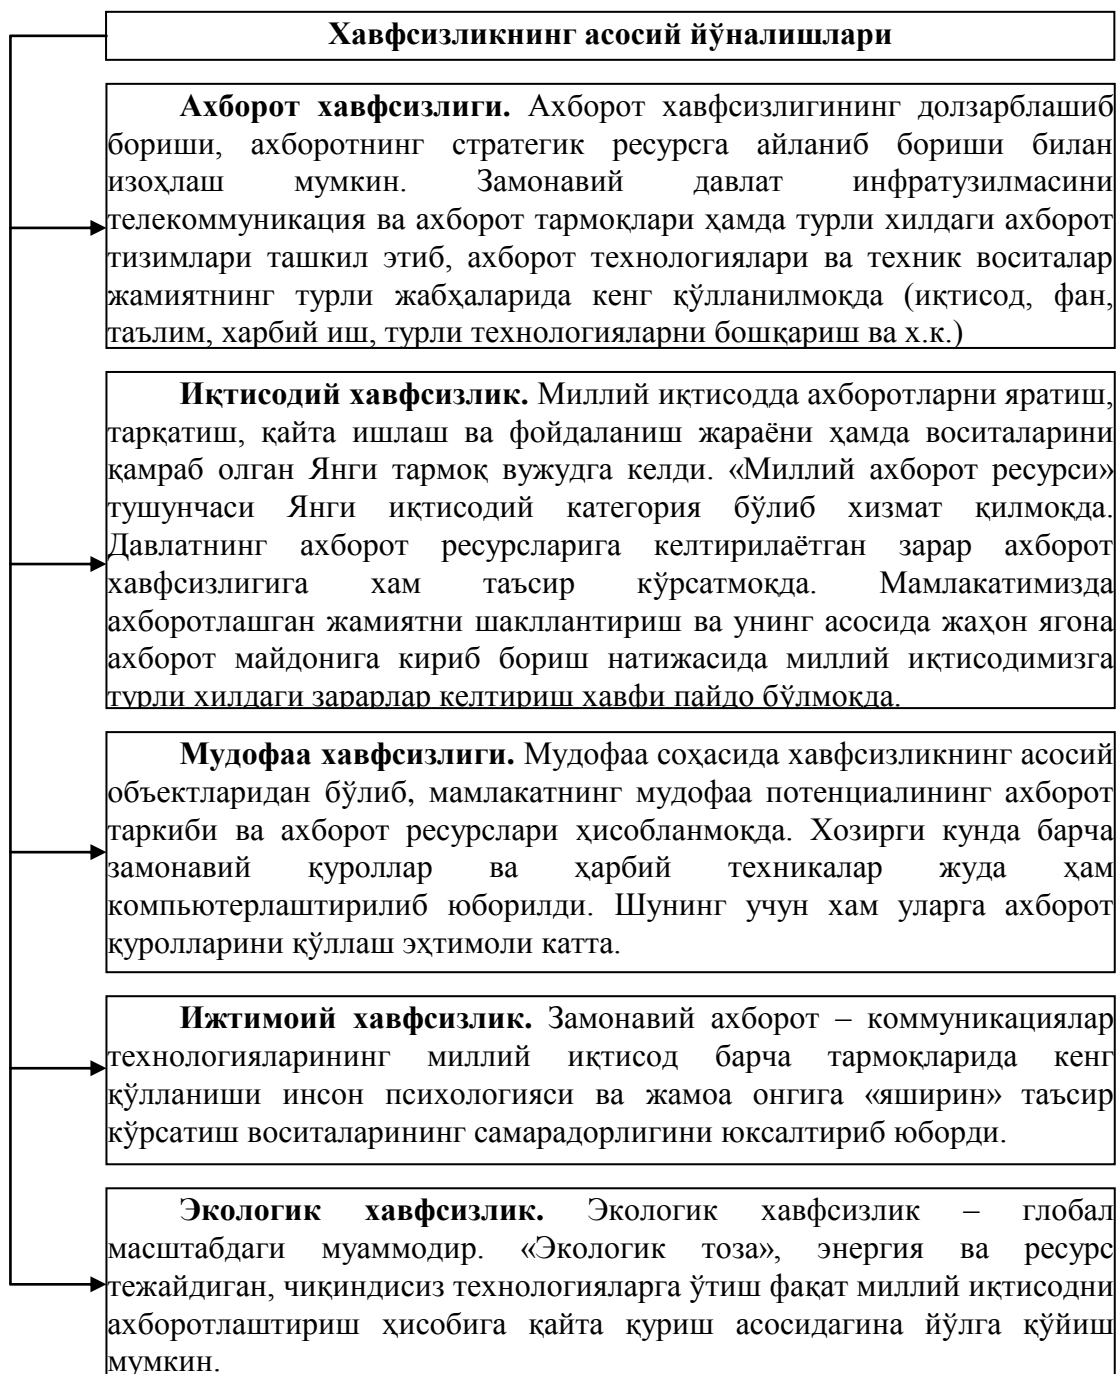 Хавфсизликнинг асосий йўналишлари
Ахборот хавфсизлиги. Ахборот хавфсизлигининг долзарблашиб
бориши, ахборотнинг стратегик ресурсга айланиб бориши билан
изоҳлаш мумкин. Замонавий давлат инфратузилмасини
телекоммуникация ва ахборот тармоқлари ҳамда турли хилдаги ахборот
тизимлари ташкил этиб, ахборот технологиялари ва техник воситалар
жамиятнинг турли жабҳаларида кенг қўлланилмоқда (иқтисод, фан,
таълим, харбий иш, турли технологияларни бошқариш ва х.к.)
Иқтисодий хавфсизлик. Миллий иқтисодда ахборотларни яратиш,
тарқатиш, қайта ишлаш ва фойдаланиш жараёни ҳамда воситаларини
қамраб олган Янги тармоқ вужудга келди. «Миллий ахборот ресурси»
тушунчаси Янги иқтисодий категория бўлиб хизмат қилмоқда.
Давлатнинг ахборот ресурсларига келтирилаётган зарар ахборот
хавфсизлигига хам таъсир кўрсатмоқда. Мамлакатимизда
ахборотлашган жамиятни шакллантириш ва унинг асосида жаҳон ягона
ахборот майдонига кириб бориш натижасида миллий иқтисодимизга
турли хилдаги зарарлар келтириш хавфи пайдо бўлмоқда.
Мудофаа хавфсизлиги. Мудофаа соҳасида хавфсизликнинг асосий
объектларидан бўлиб, мамлакатнинг мудофаа потенциалининг ахборот
таркиби ва ахборот ресурслари ҳисобланмоқда. Хозирги кунда барча
замонавий қуроллар ва ҳарбий техникалар жуда ҳам
компьютерлаштирилиб юборилди. Шунинг учун хам уларга ахборот
қуролларини қўллаш эҳтимоли катта.
Ижтимоий хавфсизлик. Замонавий ахборот – коммуникациялар
технологияларининг миллий иқтисод барча тармоқларида кенг
қўлланиши инсон психологияси ва жамоа онгига «яширин» таъсир
кўрсатиш воситаларининг самарадорлигини юксалтириб юборди.
Экологик хавфсизлик. Экологик хавфсизлик – глобал
масштабдаги муаммодир. «Экологик тоза», энергия ва ресурс
тежайдиган, чиқиндисиз технологияларга ўтиш фақат миллий иқтисодни
ахборотлаштириш ҳисобига қайта қуриш асосидагина йўлга қўйиш
мумкин.